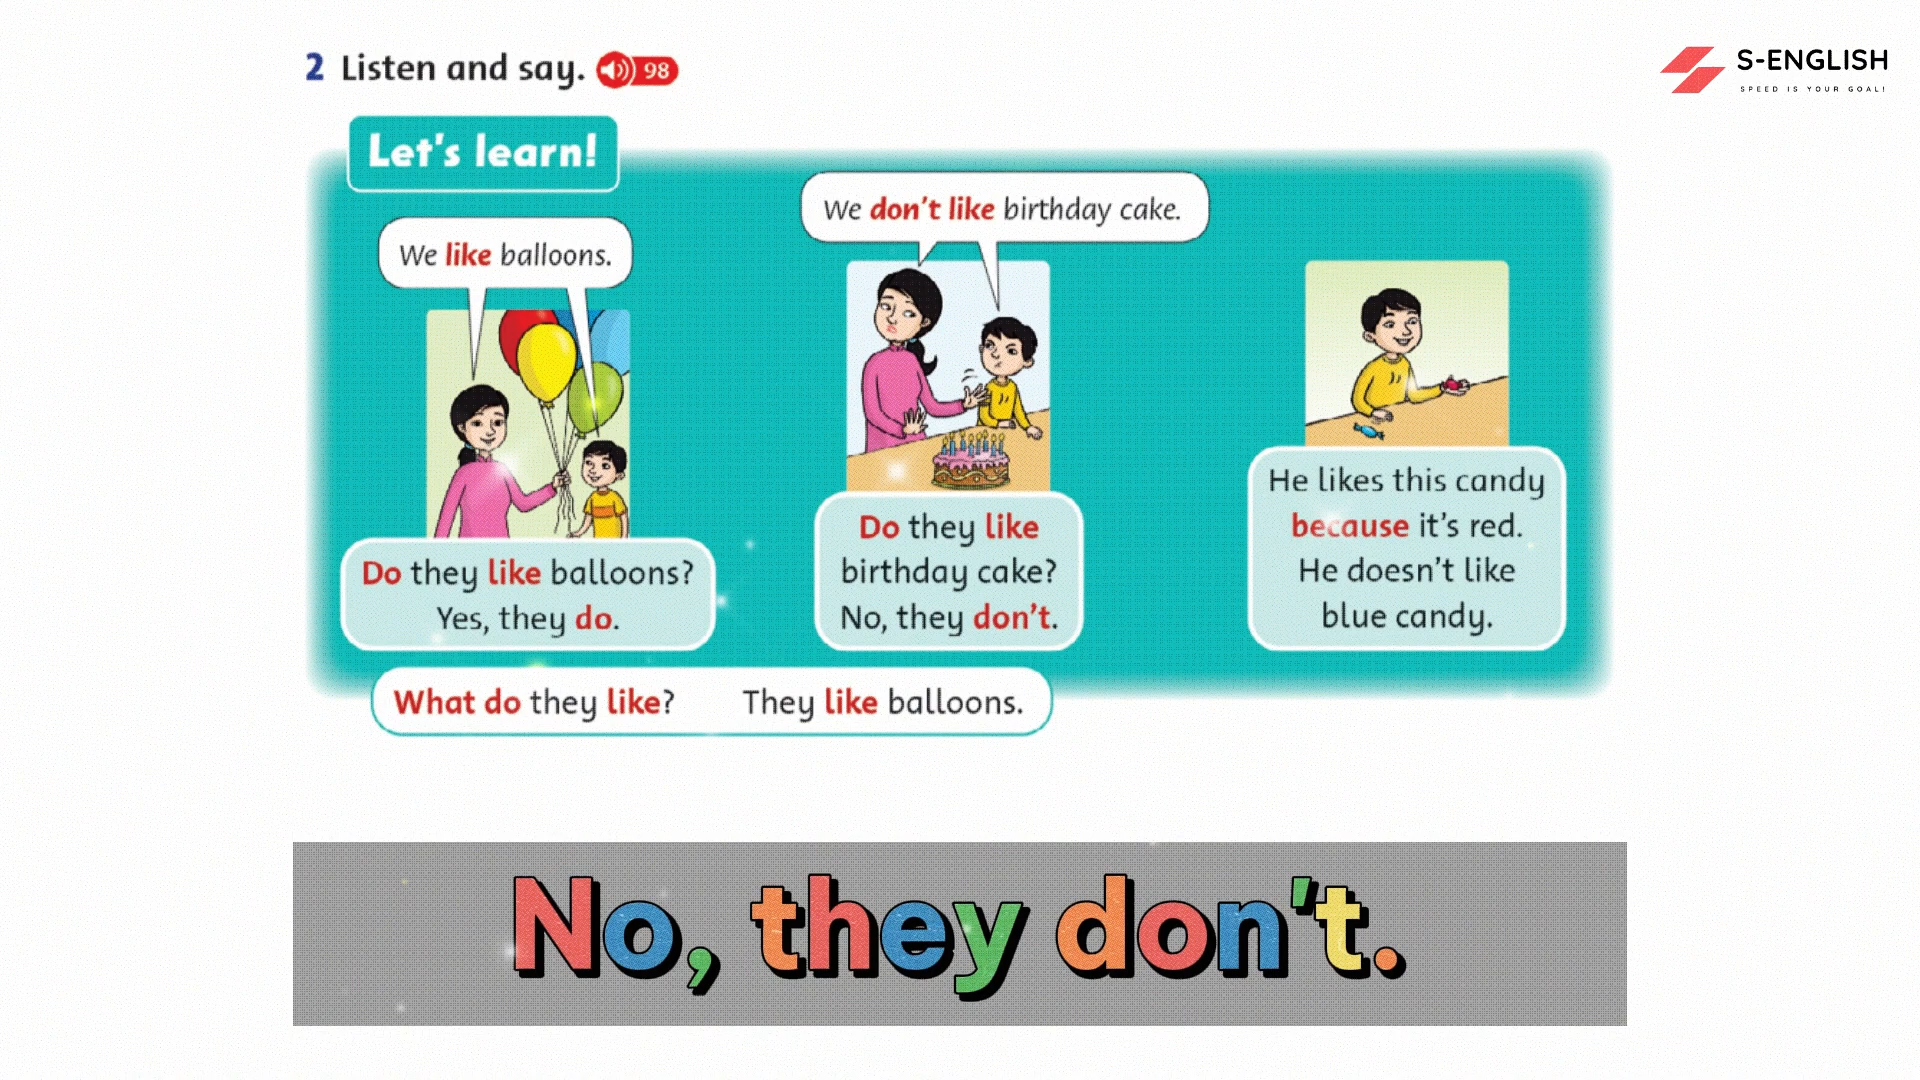 2 Listen and say. 98
S-ENGLISH
SPEED IS YOUR GOAL!
Let's learn!
We like balloons.
Do they like balloons?
Yes, they do.
We don't like birthday cake.
Do they like
birthday cake?
No, they don't.
He likes this candy
because it's red.
He doesn't like
blue candy.
What do they like? They like balloons.
No, they don't.